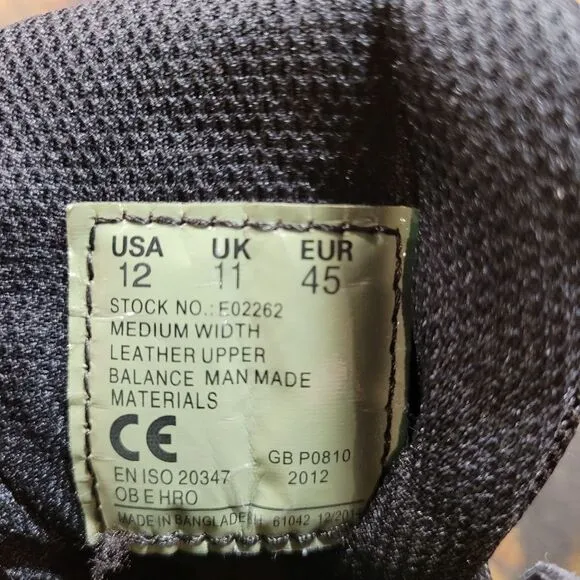 USA UK EUR
12 11 45
STOCK NO.: E02262
MEDIUM WIDTH
LEATHER UPPER
BALANCE MAN MADE
MATERIALS
CE
GB P0810
EN ISO 20347 2012
OB E HRO
MADE IN 61042